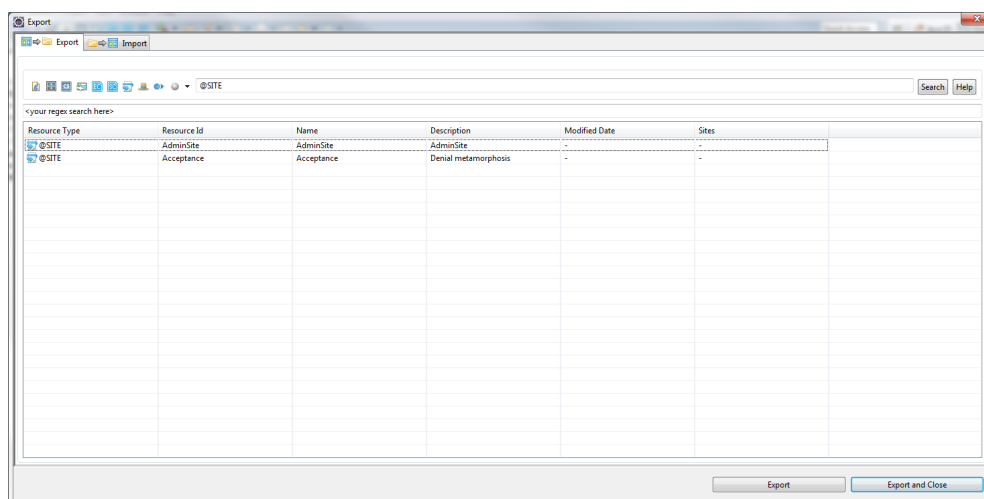 Export
Export Import
@SITE Search Help
<your regex search here>
Resource Type Resource Id Name Description Modified Date Sites
@SITE AdminSite AdminSite AdminSite - -
@SITE Acceptance Acceptance Denial metamorphosis - -
Export Export and Close